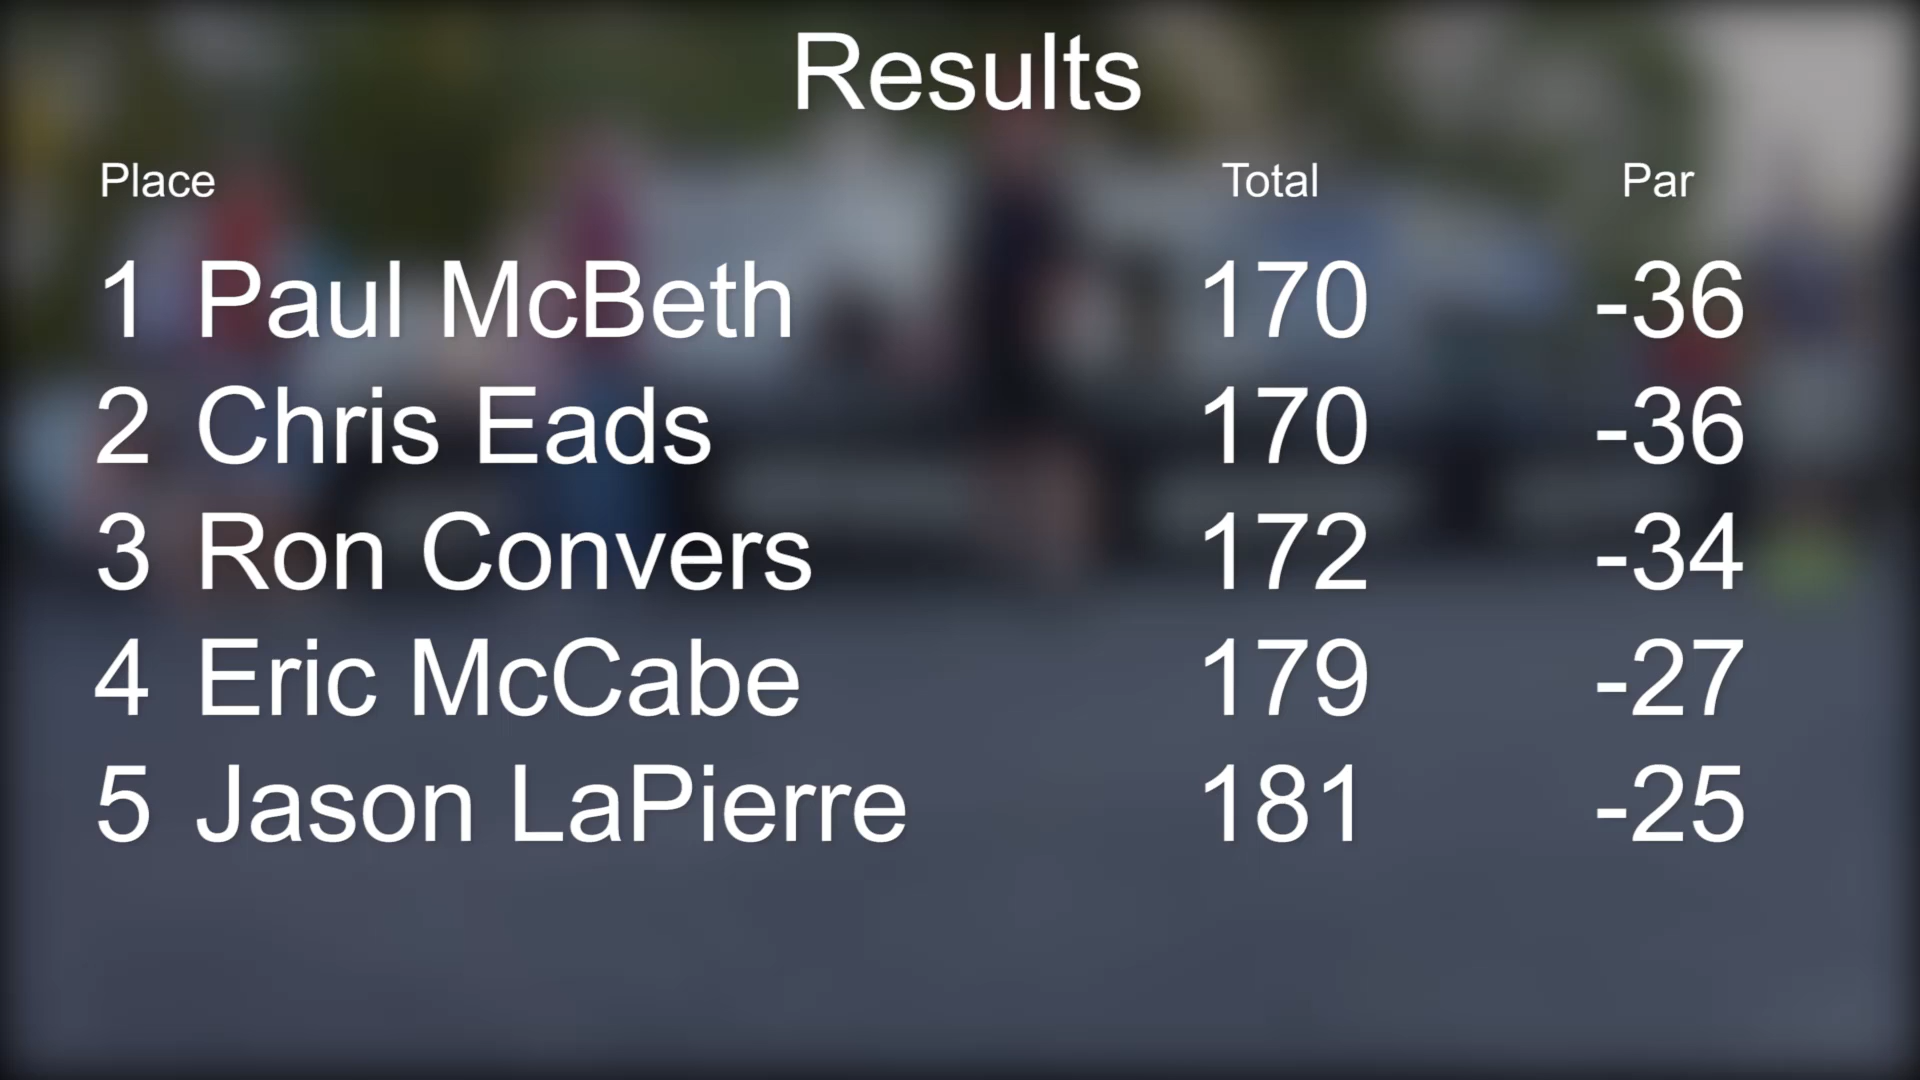 Results
Place Total Par
1 Paul McBeth 170 -36
2 Chris Eads 170 -36
3 Ron Convers 172 -34
4 Eric McCabe 179 -27
5 Jason LaPierre 181 -25